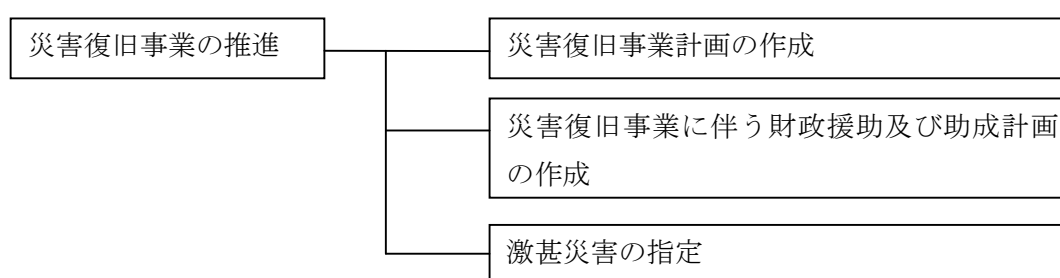 災害復旧事業の推進
災害復旧事業計画の作成
災害復旧事業に伴う財政援助及び助成計画
の作成
激甚災害の指定